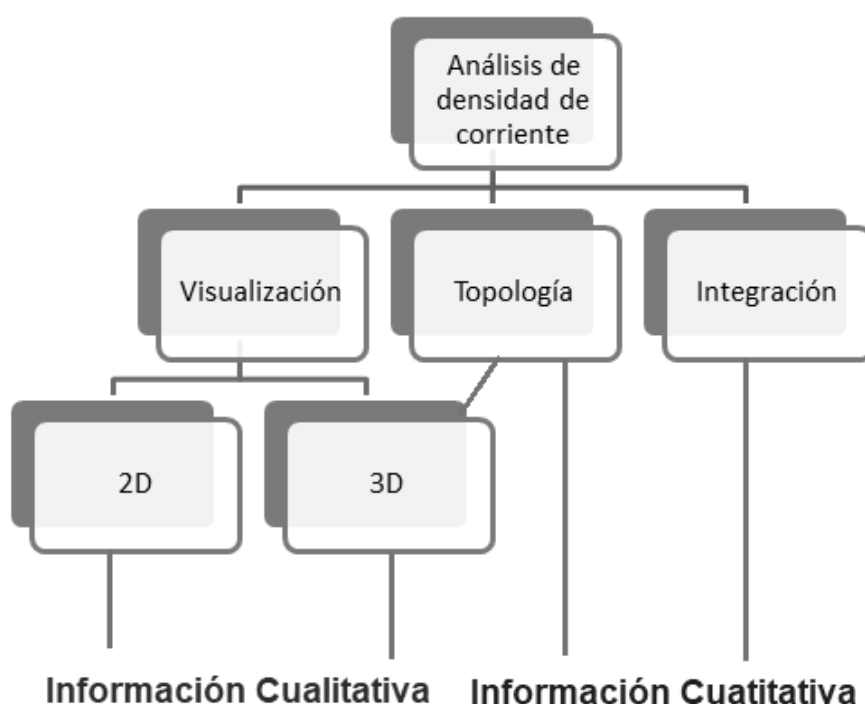 Análisis de
densidad de
corriente
Visualización
Topología
Integración
2D
3D
Información Cualitativa
Información Cuatitativa